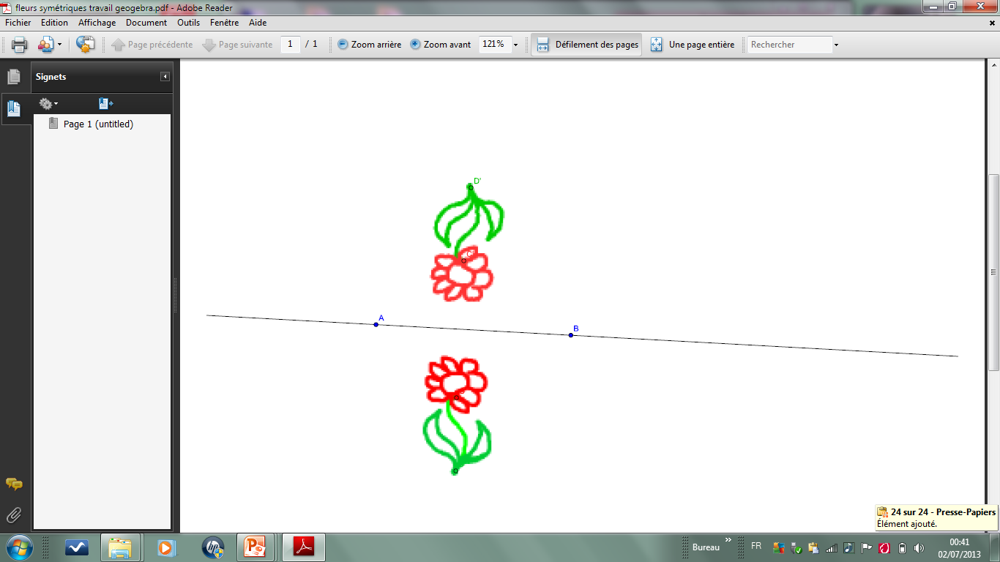 fleurs symétriques travail geogebra.pdf - Adobe Reader
Fichier Edition Affichage Document Outils Fenêtre Aide
Page précédente Page suivante 1 / 1 Zoom arrière Zoom avant 121% Défilement des pages Une page entière Rechercher
Signets
Page 1 (untitled)
D'
A
B
24 sur 24 - Presse-Papiers
Élément ajouté.
hp
Bureau » FR 00:41
02/07/2013